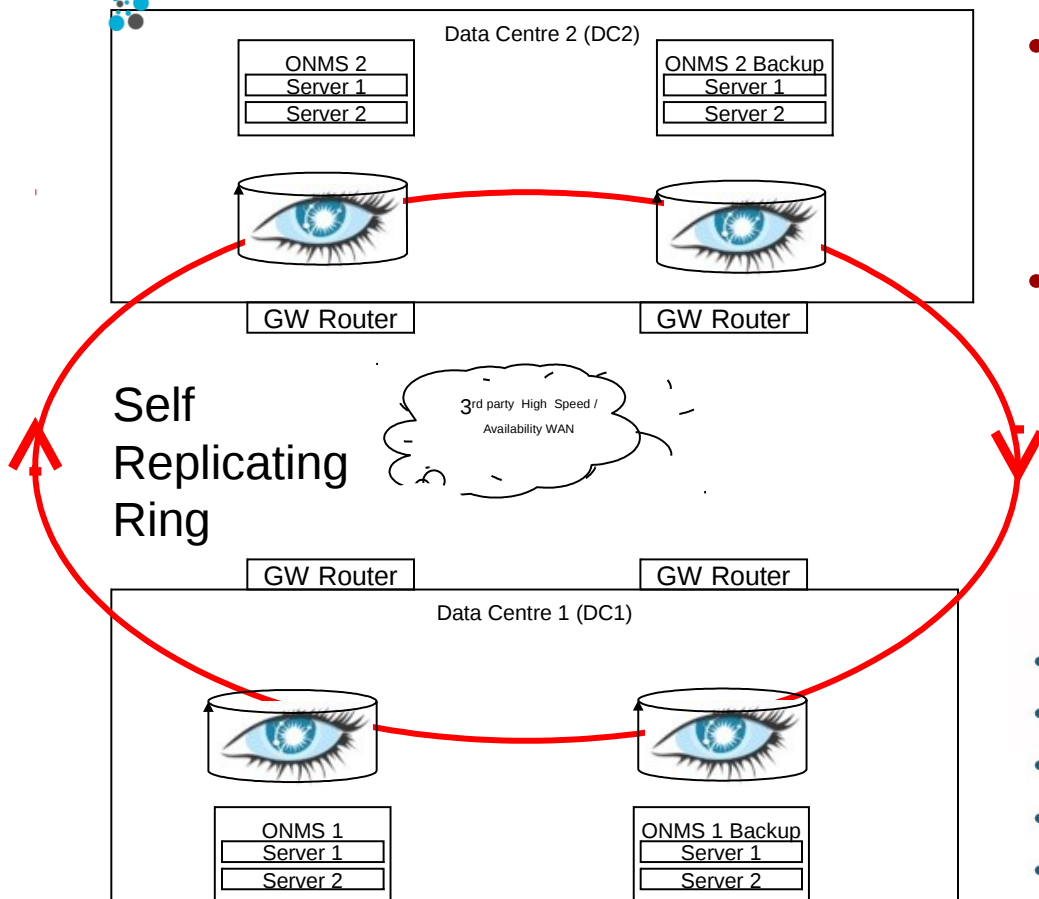 Data Centre 2 (DC2)
ONMS 2
Server 1
Server 2
ONMS 2 Backup
Server 1
Server 2
GW Router
GW Router
3rd party High Speed /
Availability WAN
Self
Replicating
Ring
GW Router
GW Router
Data Centre 1 (DC1)
ONMS 1
Server 1
Server 2
ONMS 1 Backup
Server 1
Server 2